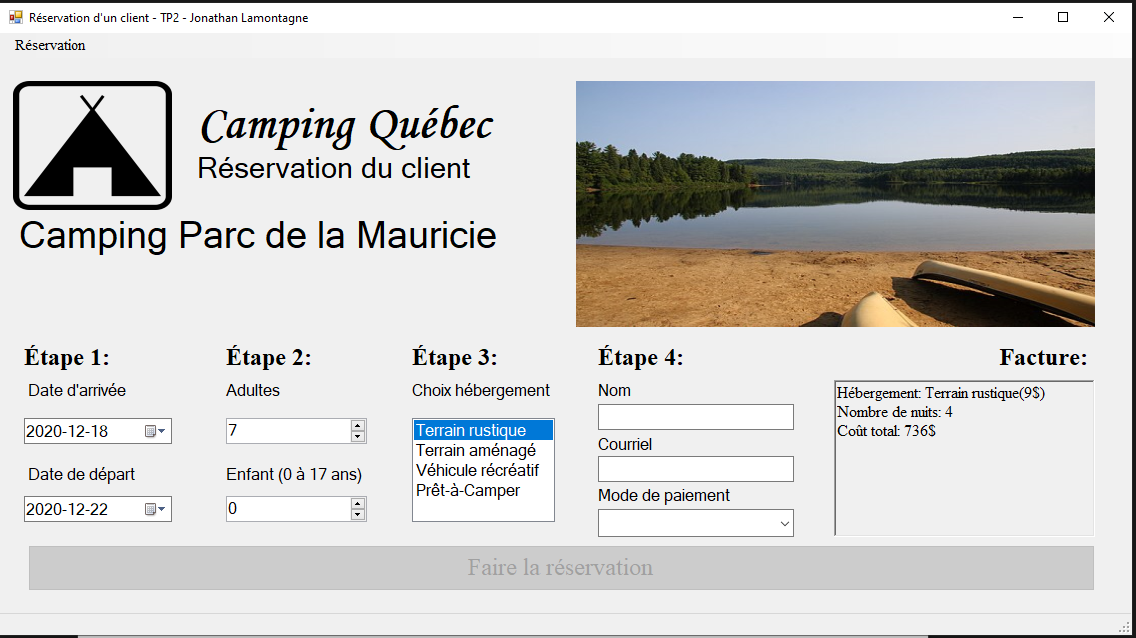 Réservation d'un client - TP2 - Jonathan Lamontagne
Réservation
Camping Québec
Réservation du client
Camping Parc de la Mauricie
Étape 1:
Date d'arrivée
2020-12-18
Date de départ
2020-12-22
Étape 2:
Adultes
7
Enfant (0 à 17 ans)
0
Étape 3:
Choix hébergement
Terrain rustique
Terrain aménagé
Véhicule récréatif
Prêt-à-Camper
Étape 4:
Nom
Courriel
Mode de paiement
Facture:
Hébergement: Terrain rustique(9$)
Nombre de nuits: 4
Coût total: 736$
Faire la réservation